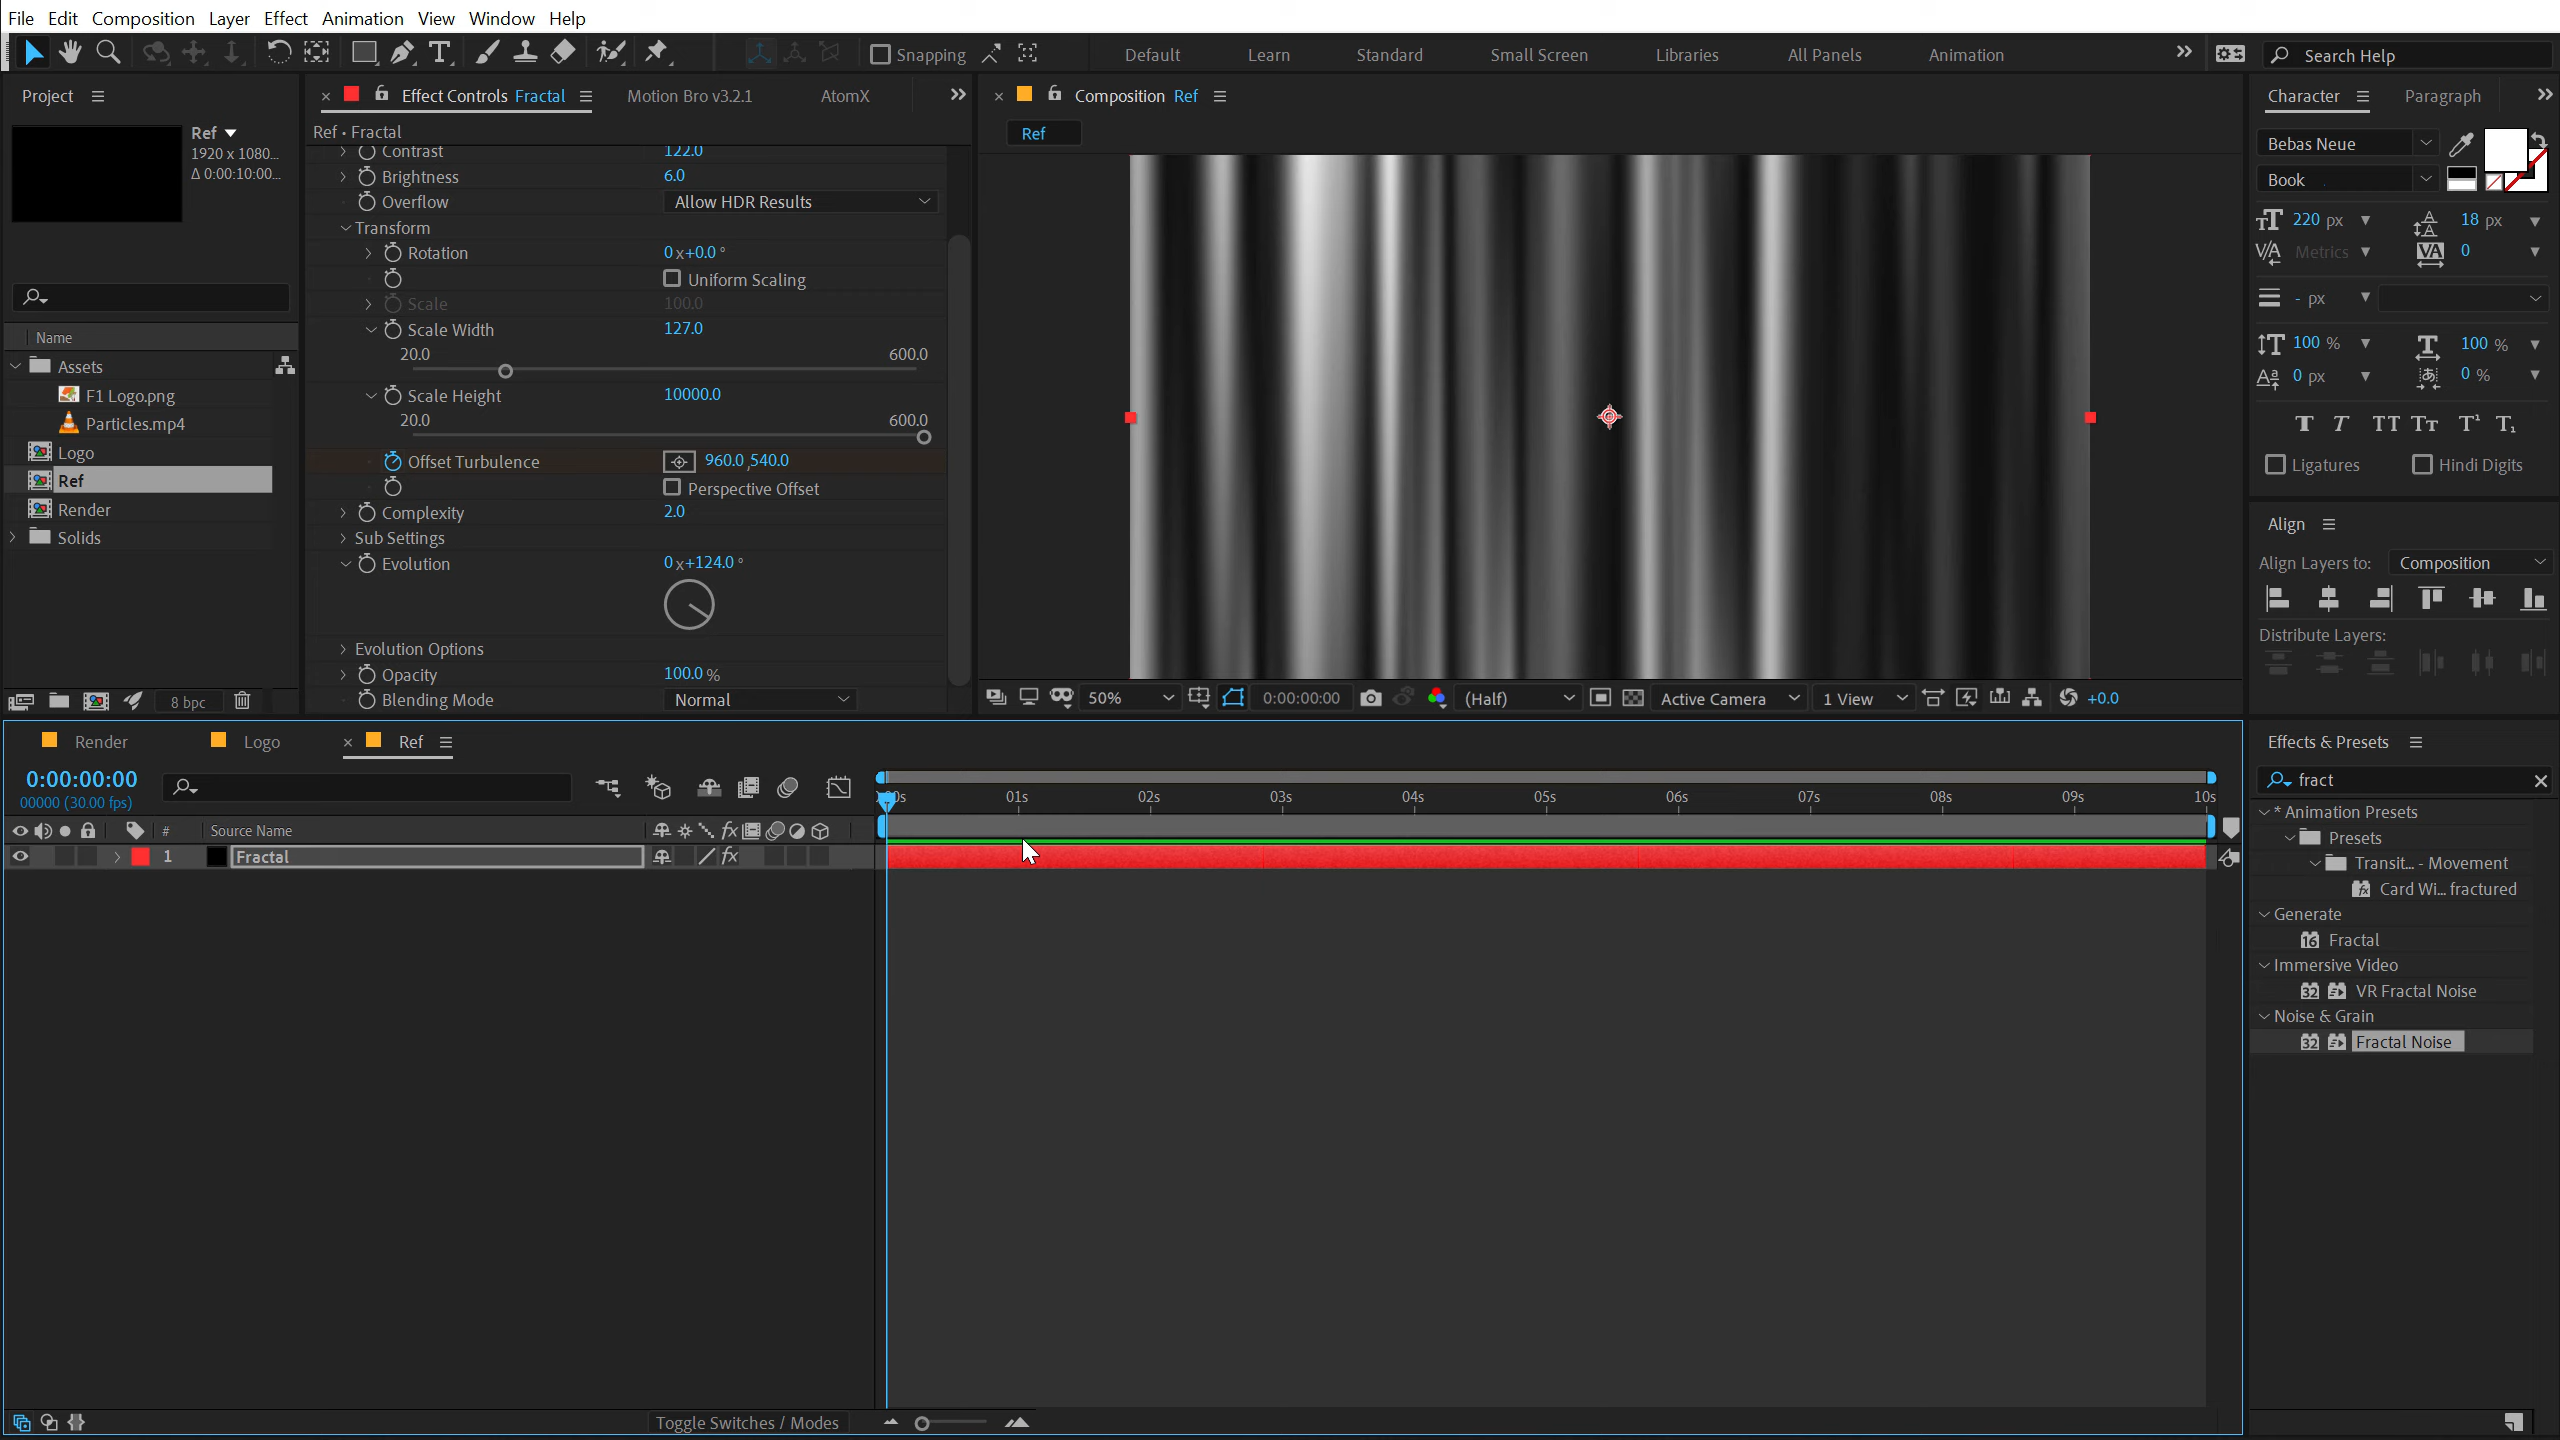 File Edit Composition Layer Effect Animation View Window Help
Snapping Default Learn Standard Small Screen Libraries All Panels Animation Search Help
Project
Ref
1920 x 1080...
Δ 0:00:10:00...
Name
Assets
F1 Logo.png
Particles.mp4
Logo
Ref
Render
Solids
8 bpc
Effect Controls Fractal Motion Bro v3.2.1 AtomX
Ref • Fractal
Contrast 122.0
Brightness 6.0
Overflow Allow HDR Results
Transform
Rotation 0x+0.0°
Uniform Scaling
Scale 100.0
Scale Width 127.0
20.0 600.0
Scale Height 10000.0
20.0 600.0
Offset Turbulence 960.0,540.0
Perspective Offset
Complexity 2.0
Sub Settings
Evolution 0x+124.0°
Evolution Options
Opacity 100.0 %
Blending Mode Normal
Composition Ref
Ref
50% 0:00:00:00 (Half) Active Camera 1 View +0.0
Character Paragraph
Bebas Neue
Book
220 px 18 px
Metrics 0
- px
100 % 100 %
0 px 0 %
T T TT Tt T¹ T₁
Ligatures Hindi Digits
Align
Align Layers to: Composition
Distribute Layers:
Render Logo Ref
0:00:00:00
00000 (30.00 fps)
00s 01s 02s 03s 04s 05s 06s 07s 08s 09s 10s
# Source Name
1 Fractal
Toggle Switches / Modes
Effects & Presets
fract
* Animation Presets
Presets
Transit... - Movement
Card Wi... fractured
Generate
16 Fractal
Immersive Video
32 VR Fractal Noise
Noise & Grain
32 Fractal Noise